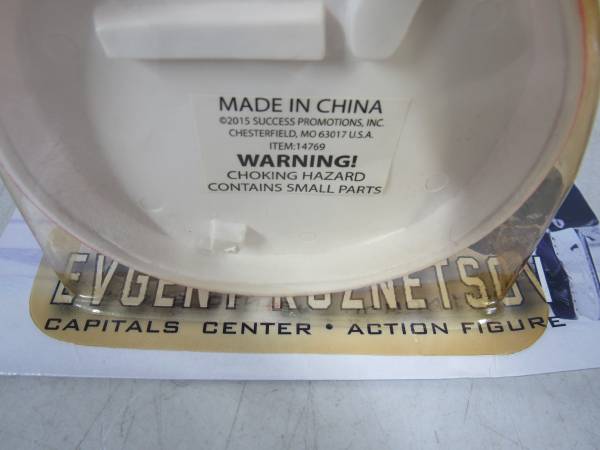 MADE IN CHINA
©2015 SUCCESS PROMOTIONS, INC.
CHESTERFIELD, MO 63017 U.S.A.
ITEM:14769
WARNING!
CHOKING HAZARD
CONTAINS SMALL PARTS
EVGENY KUZNETSOV
CAPITALS CENTER • ACTION FIGURE